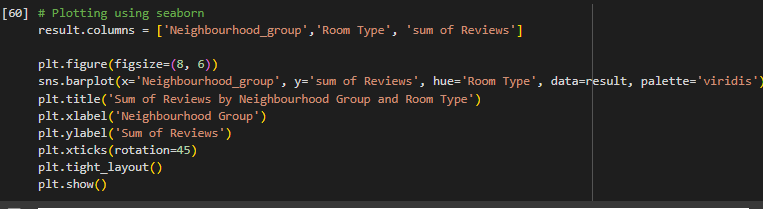 [60] # Plotting using seaborn
result.columns = ['Neighbourhood_group','Room Type', 'sum of Reviews']
plt.figure(figsize=(8, 6))
sns.barplot(x='Neighbourhood_group', y='sum of Reviews', hue='Room Type', data=result, palette='viridis')
plt.title('Sum of Reviews by Neighbourhood Group and Room Type')
plt.xlabel('Neighbourhood Group')
plt.ylabel('Sum of Reviews')
plt.xticks(rotation=45)
plt.tight_layout()
plt.show()